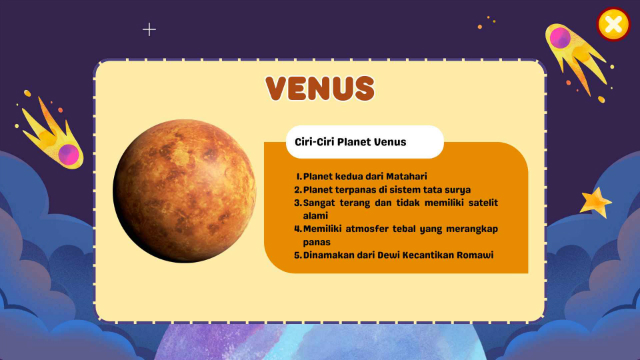 VENUS
Ciri-Ciri Planet Venus
1. Planet kedua dari Matahari
2. Planet terpanas di sistem tata surya
3. Sangat terang dan tidak memiliki satelit
alami
4. Memiliki atmosfer tebal yang merangkap
panas
5. Dinamakan dari Dewi Kecantikan Romawi